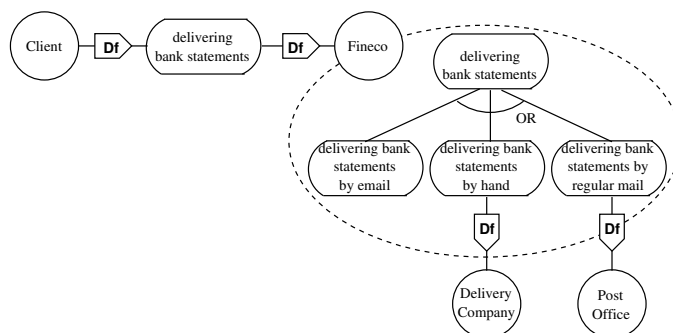 Client
Df
delivering
bank statements
Df
Fineco
delivering
bank statements
OR
delivering bank
statements
by email
delivering bank
statements
by hand
delivering bank
statements by
regular mail
Df
Df
Delivery
Company
Post
Office